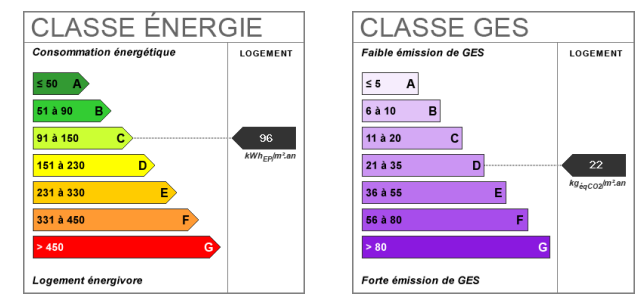 CLASSE ÉNERGIE
Consommation énergétique
LOGEMENT
≤ 50 A
51 à 90 B
91 à 150 C
96
kWhEP/m².an
151 à 230 D
231 à 330 E
331 à 450 F
> 450 G
Logement énergivore
CLASSE GES
Faible émission de GES
LOGEMENT
≤ 5 A
6 à 10 B
11 à 20 C
21 à 35 D
22
kgéqCO2/m².an
36 à 55 E
56 à 80 F
> 80 G
Forte émission de GES